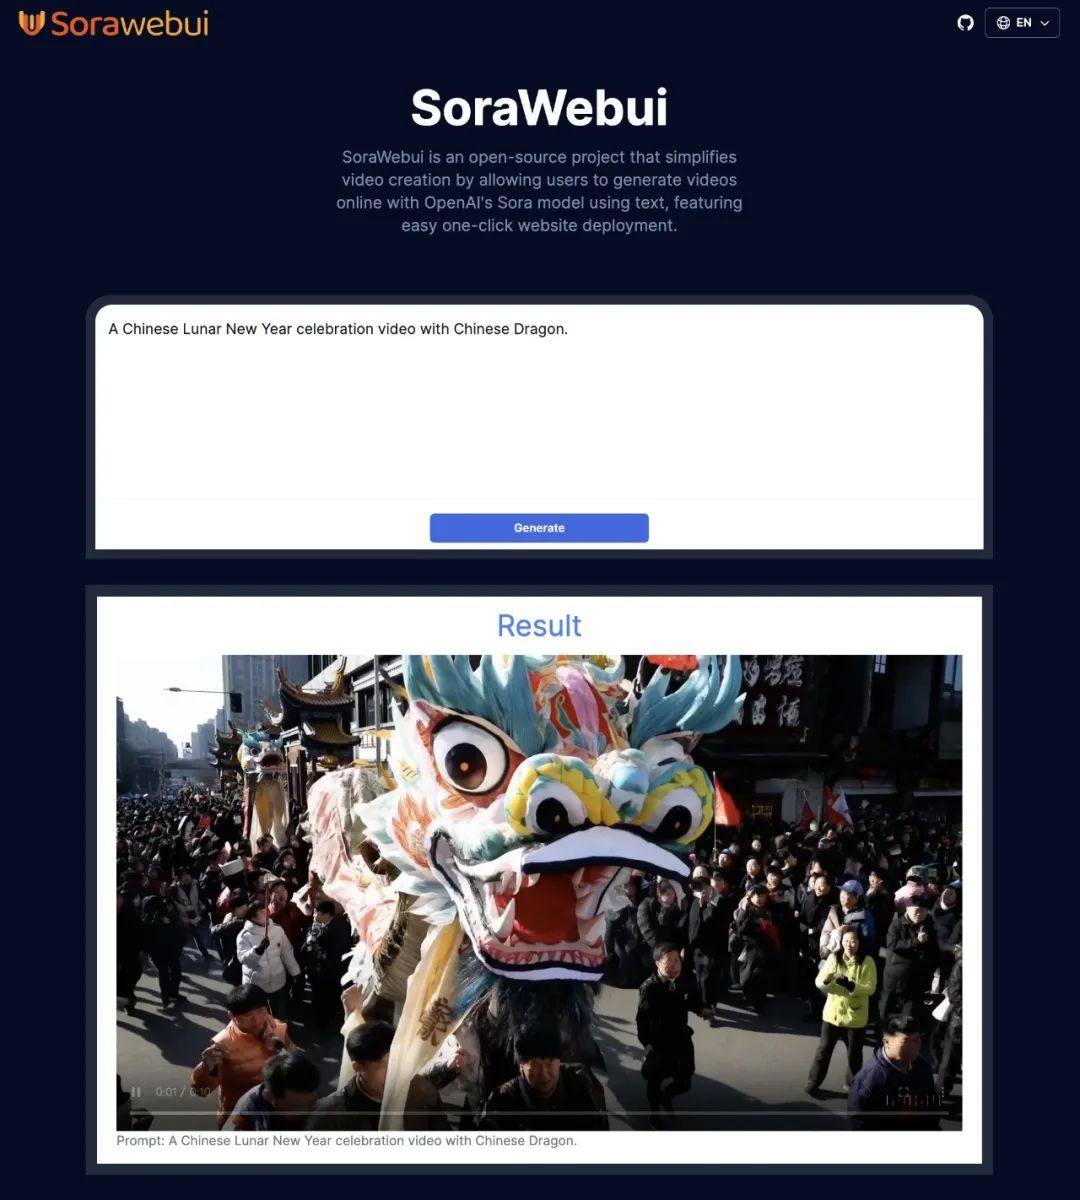 Sorawebui
EN
SoraWebui
SoraWebui is an open-source project that simplifies
video creation by allowing users to generate videos
online with OpenAI's Sora model using text, featuring
easy one-click website deployment.
A Chinese Lunar New Year celebration video with Chinese Dragon.
Generate
Result
0:01 / 0:10
Prompt: A Chinese Lunar New Year celebration video with Chinese Dragon.